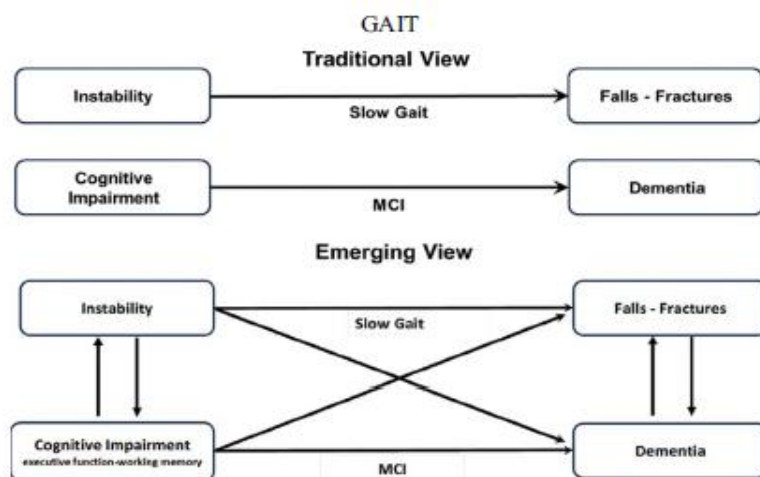 GAIT
Traditional View
Instability
Slow Gait
Falls - Fractures
Cognitive
Impairment
MCI
Dementia
Emerging View
Instability
Slow Gait
Falls - Fractures
Cognitive Impairment
executive function-working memory
MCI
Dementia